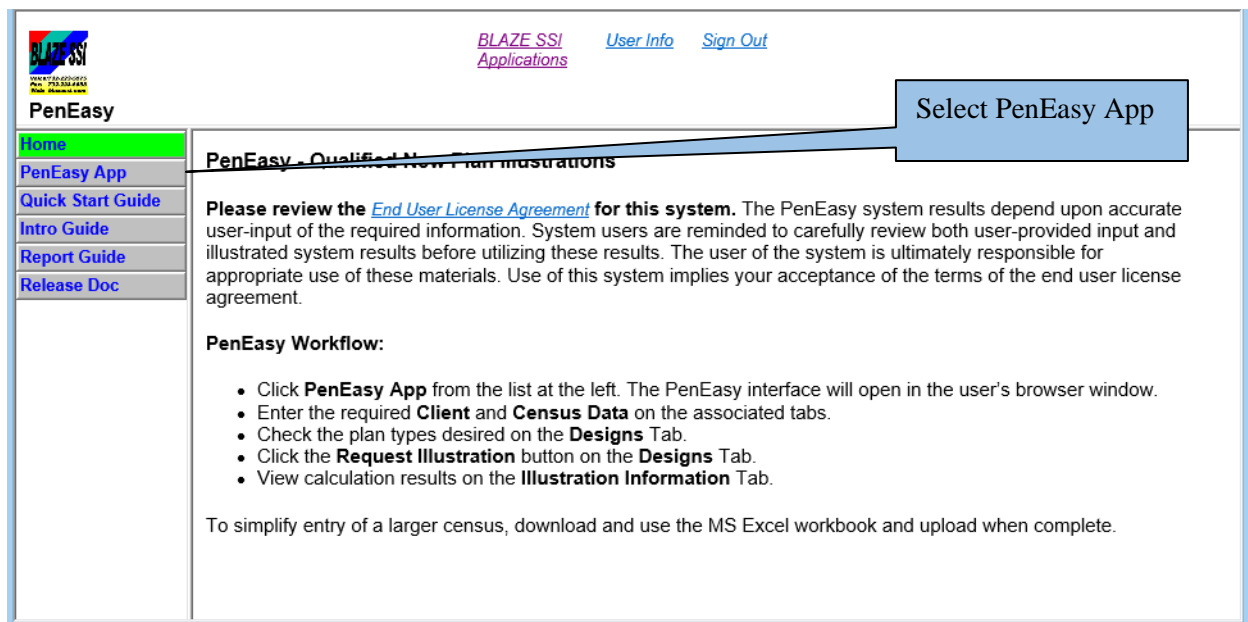 BLAZE SSI
BLAZE SSI User Info Sign Out
Applications
PenEasy
Select PenEasy App
Home
PenEasy App
Quick Start Guide
Intro Guide
Report Guide
Release Doc
PenEasy - Qualified New Plan Illustrations
Please review the End User License Agreement for this system. The PenEasy system results depend upon accurate
user-input of the required information. System users are reminded to carefully review both user-provided input and
illustrated system results before utilizing these results. The user of the system is ultimately responsible for
appropriate use of these materials. Use of this system implies your acceptance of the terms of the end user license
agreement.
PenEasy Workflow:
• Click PenEasy App from the list at the left. The PenEasy interface will open in the user's browser window.
• Enter the required Client and Census Data on the associated tabs.
• Check the plan types desired on the Designs Tab.
• Click the Request Illustration button on the Designs Tab.
• View calculation results on the Illustration Information Tab.
To simplify entry of a larger census, download and use the MS Excel workbook and upload when complete.